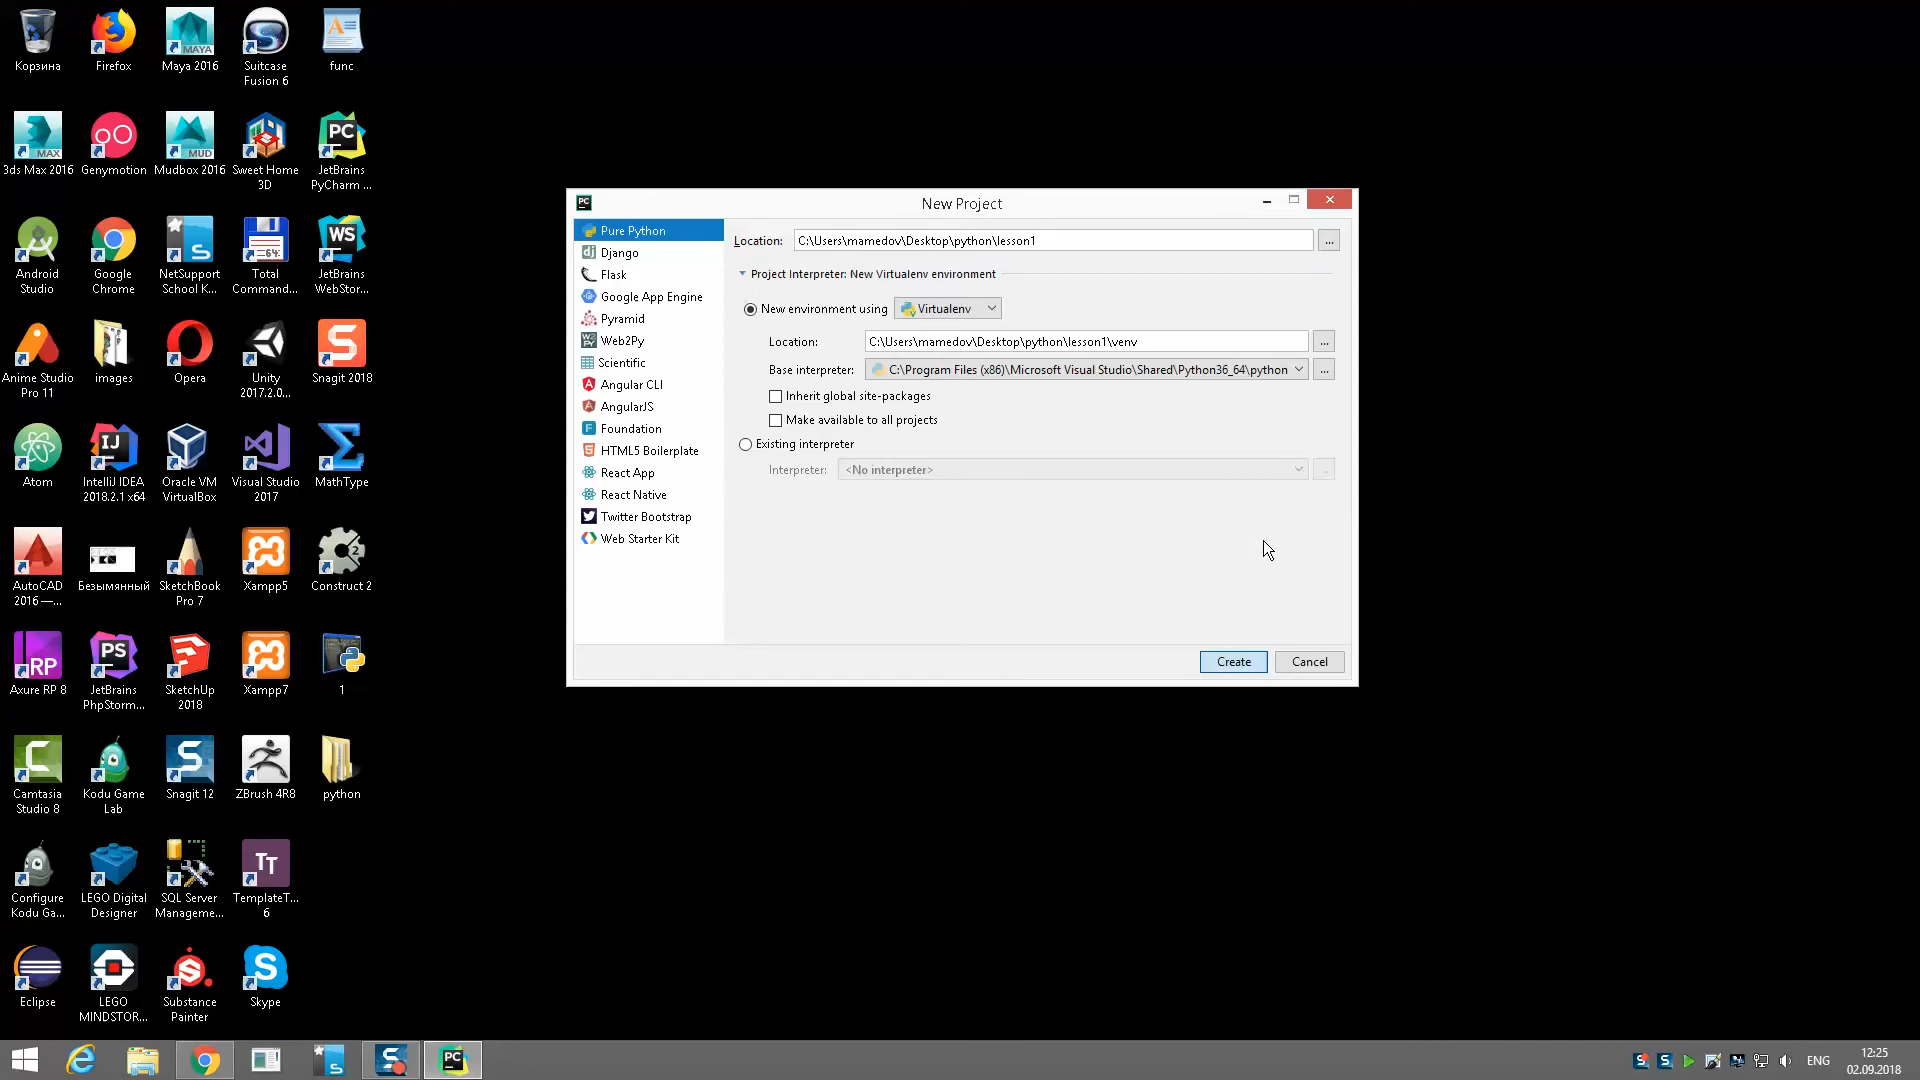 Корзина
Firefox
Maya 2016
Suitcase
Fusion 6
func
3ds Max 2016
Genymotion
Mudbox 2016
Sweet Home
3D
JetBrains
PyCharm ...
Android
Studio
Google
Chrome
NetSupport
School K...
Total
Command...
JetBrains
WebStor...
Anime Studio
Pro 11
images
Opera
Unity
2017.2.0...
Snagit 2018
Atom
IntelliJ IDEA
2018.2.1 x64
Oracle VM
VirtualBox
Visual Studio
2017
MathType
AutoCAD
2016 —...
Безымянный
SketchBook
Pro 7
Xampp5
Construct 2
Axure RP 8
JetBrains
PhpStorm...
SketchUp
2018
Xampp7
1
Camtasia
Studio 8
Kodu Game
Lab
Snagit 12
ZBrush 4R8
python
Configure
Kodu Ga...
LEGO Digital
Designer
SQL Server
Manageme...
TemplateT...
6
Eclipse
LEGO
MINDSTOR...
Substance
Painter
Skype
New Project
Pure Python
Django
Flask
Google App Engine
Pyramid
Web2Py
Scientific
Angular CLI
AngularJS
Foundation
HTML5 Boilerplate
React App
React Native
Twitter Bootstrap
Web Starter Kit
Location: C:\Users\mamedov\Desktop\python\lesson1 ...
Project Interpreter: New Virtualenv environment
New environment using Virtualenv
Location: C:\Users\mamedov\Desktop\python\lesson1\venv ...
Base interpreter: C:\Program Files (x86)\Microsoft Visual Studio\Shared\Python36_64\python ...
Inherit global site-packages
Make available to all projects
Existing interpreter
Interpreter: <No interpreter>
Create Cancel
ENG
12:25
02.09.2018